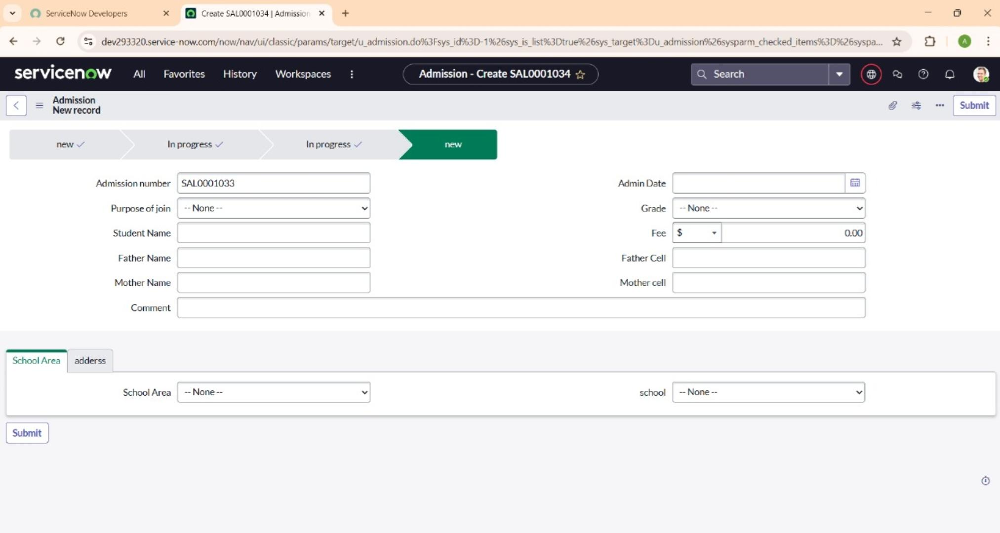 ServiceNow Developers
Create SAL0001034 | Admission
dev293320.service-now.com/now/nav/ui/classic/params/target/u_admission.do%3Fsys_id%3D-1%26sys_is_list%3Dtrue%26sys_target%3Du_admission%26sysparm_checked_items%3D%26syspa...
A
servicenow All Favorites History Workspaces Admission - Create SAL0001034 Search
Admission
New record
Submit
new In progress In progress new
Admission number SAL0001033 Admin Date
Purpose of join -- None -- Grade -- None --
Student Name Fee $ 0.00
Father Name Father Cell
Mother Name Mother cell
Comment
School Area adderss
School Area -- None -- school -- None --
Submit